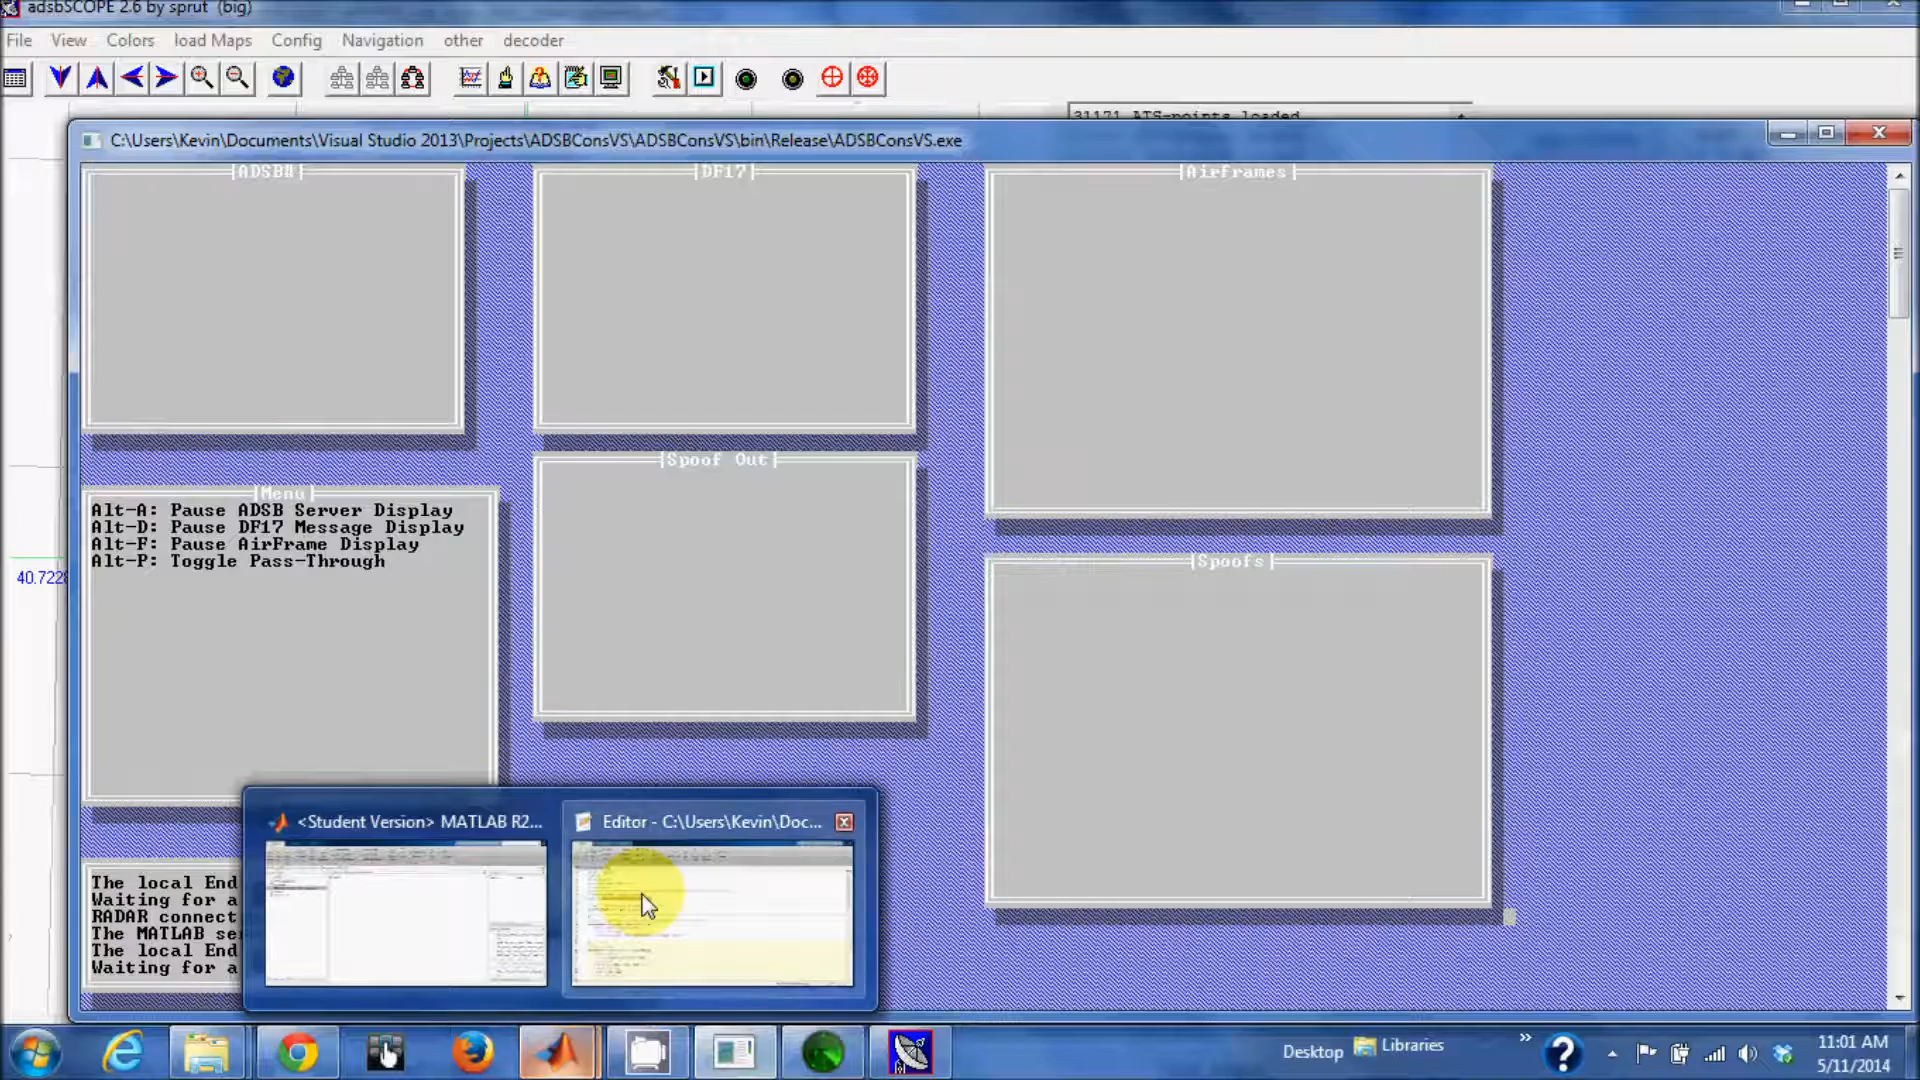 adsbSCOPE 2.6 by sprut (big)
File View Colors load Maps Config Navigation other decoder
31171 ATS-points loaded
C:\Users\Kevin\Documents\Visual Studio 2013\Projects\ADSBConsVS\ADSBConsVS\bin\Release\ADSBConsVS.exe
[ADSB#]
[DF17]
[Airframes]
[Spoof Out]
[Menu]
Alt-A: Pause ADSB Server Display
Alt-D: Pause DF17 Message Display
Alt-F: Pause AirFrame Display
Alt-P: Toggle Pass-Through
[Spoofs]
40.722
<Student Version> MATLAB R2...
Editor - C:\Users\Kevin\Doc...
The local End
Waiting for a
RADAR connect
The MATLAB se
The local End
Waiting for a
Desktop
Libraries
11:01 AM
5/11/2014